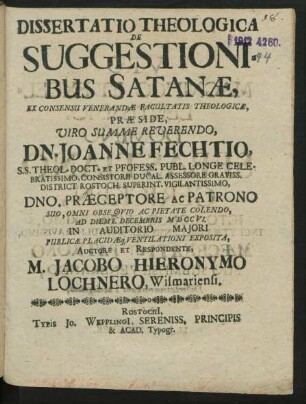 DISSERTATIO THEOLOGICA
DE
SUGGESTIONI-
BUS SATANÆ,
EX CONSENSU VENERANDÆ FACULTATIS THEOLOGICÆ,
PRÆSIDE,
VIRO SUMME REVERENDO,
DN. JOANNE FECHTIO,
S.S. THEOL. DOCT. ET PFOFESS. PUBL. LONGE CELE-
BRATISSIMO, CONSISTORII DUCAL. ASSESSORE GRAVISS.
DISTRICT. ROSTOCH. SUPERINT. VIGILANTISSIMO,
DNO, PRÆCEPTORE AC PATRONO
SUO, OMNI OBSEQVIO AC PIETATE COLENDO,
AD DIEM DECEMBRIS MDCCVI.
IN AUDITORIO MAJORI
PUBLICÆ PLACIDÆQ; VENTILATIONI EXPOSITA,
AUCTORE ET RESPONDENTE
M. JACOBO HIERONYMO
LOCHNERO, Wilmariensi.
ROSTOCHI,
TYPIS JO. WEPPLINGI, SERENISS. PRINCIPIS
& ACAD. Typogr.